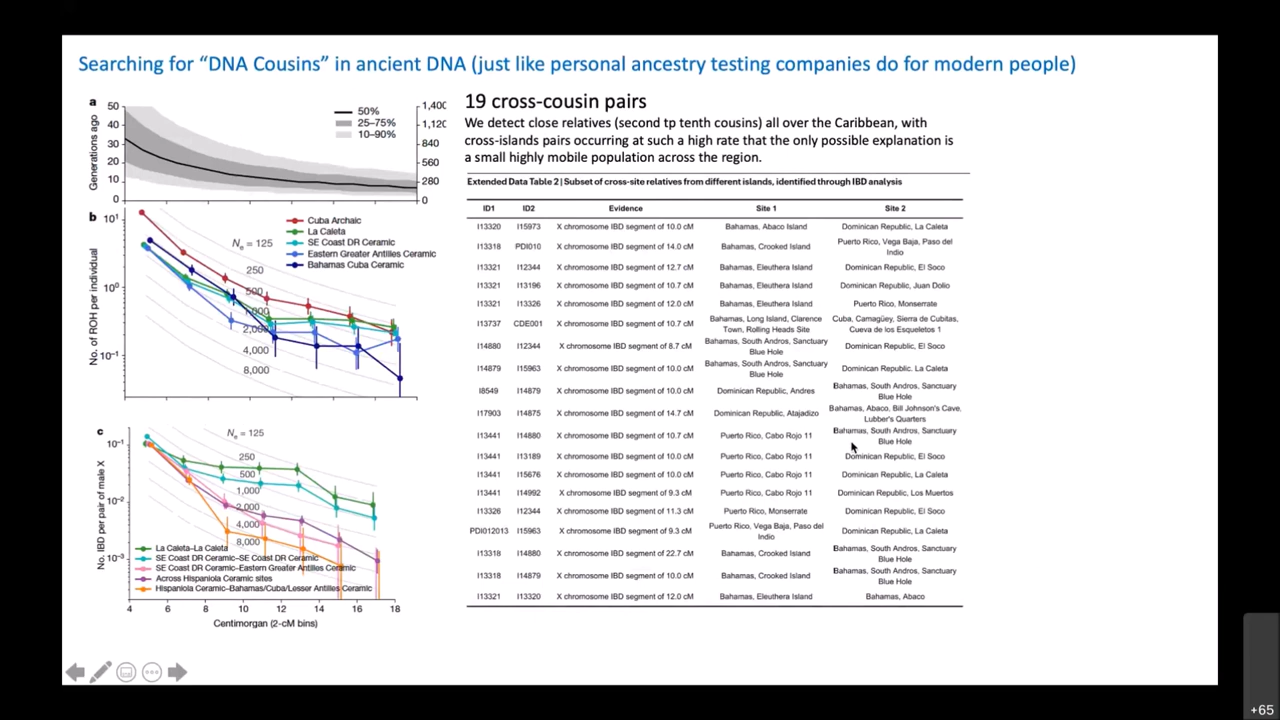 Searching for “DNA Cousins” in ancient DNA (just like personal ancestry testing companies do for modern people)
a
Generations ago
50
40
30
20
10
0
1,400
1,120
840
560
280
0
50%
25–75%
10–90%
b
No. of ROH per individual
10¹
10⁰
10⁻¹
Nₑ = 125
250
500
1,000
2,000
4,000
8,000
Cuba Archaic
La Caleta
SE Coast DR Ceramic
Eastern Greater Antilles Ceramic
Bahamas Cuba Ceramic
c
No. IBD per pair of male X
10⁻¹
10⁻²
10⁻³
Nₑ = 125
250
500
1,000
2,000
4,000
8,000
La Caleta–La Caleta
SE Coast DR Ceramic–SE Coast DR Ceramic
SE Coast DR Ceramic–Eastern Greater Antilles Ceramic
Across Hispaniola Ceramic sites
Hispaniola Ceramic–Bahamas/Cuba/Lesser Antilles Ceramic
4 6 8 10 12 14 16 18
Centimorgan (2-cM bins)
19 cross-cousin pairs
We detect close relatives (second tp tenth cousins) all over the Caribbean, with
cross-islands pairs occurring at such a high rate that the only possible explanation is
a small highly mobile population across the region.
Extended Data Table 2 | Subset of cross-site relatives from different islands, identified through IBD analysis
ID1 ID2 Evidence Site 1 Site 2
I13320 I15973 X chromosome IBD segment of 10.0 cM Bahamas, Abaco Island Dominican Republic, La Caleta
I13318 PDI010 X chromosome IBD segment of 14.0 cM Bahamas, Crooked Island Puerto Rico, Vega Baja, Paso del
Indio
I13321 I12344 X chromosome IBD segment of 12.7 cM Bahamas, Eleuthera Island Dominican Republic, El Soco
I13321 I13196 X chromosome IBD segment of 10.7 cM Bahamas, Eleuthera Island Dominican Republic, Juan Dolio
I13321 I13326 X chromosome IBD segment of 12.0 cM Bahamas, Eleuthera Island Puerto Rico, Monserrate
I13737 CDE001 X chromosome IBD segment of 10.7 cM Bahamas, Long Island, Clarence Cuba, Camagüey, Sierra de Cubitas,
Town, Rolling Heads Site Cueva de los Esqueletos 1
I14880 I12344 X chromosome IBD segment of 8.7 cM Bahamas, South Andros, Sanctuary Dominican Republic, El Soco
Blue Hole
I14879 I15963 X chromosome IBD segment of 10.0 cM Bahamas, South Andros, Sanctuary Dominican Republic. La Caleta
Blue Hole
I8549 I14879 X chromosome IBD segment of 10.0 cM Dominican Republic, Andres Bahamas, South Andros, Sanctuary
Blue Hole
I17903 I14875 X chromosome IBD segment of 14.7 cM Dominican Republic, Atajadizo Bahamas, Abaco, Bill Johnson's Cave,
Lubber's Quarters
I13441 I14880 X chromosome IBD segment of 10.7 cM Puerto Rico, Cabo Rojo 11 Bahamas, South Andros, Sanctuary
Blue Hole
I13441 I13189 X chromosome IBD segment of 10.0 cM Puerto Rico, Cabo Rojo 11 Dominican Republic, El Soco
I13441 I15676 X chromosome IBD segment of 10.0 cM Puerto Rico, Cabo Rojo 11 Dominican Republic, La Caleta
I13441 I14992 X chromosome IBD segment of 9.3 cM Puerto Rico, Cabo Rojo 11 Dominican Republic, Los Muertos
I13326 I12344 X chromosome IBD segment of 11.3 cM Puerto Rico, Monserrate Dominican Republic, El Soco
PDI012013 I15963 X chromosome IBD segment of 9.3 cM Puerto Rico, Vega Baja, Paso del Dominican Republic, La Caleta
Indio
I13318 I14880 X chromosome IBD segment of 22.7 cM Bahamas, Crooked Island Bahamas, South Andros, Sanctuary
Blue Hole
I13318 I14879 X chromosome IBD segment of 10.0 cM Bahamas, Crooked Island Bahamas, South Andros, Sanctuary
Blue Hole
I13321 I13320 X chromosome IBD segment of 12.0 cM Bahamas, Eleuthera Island Bahamas, Abaco
+65